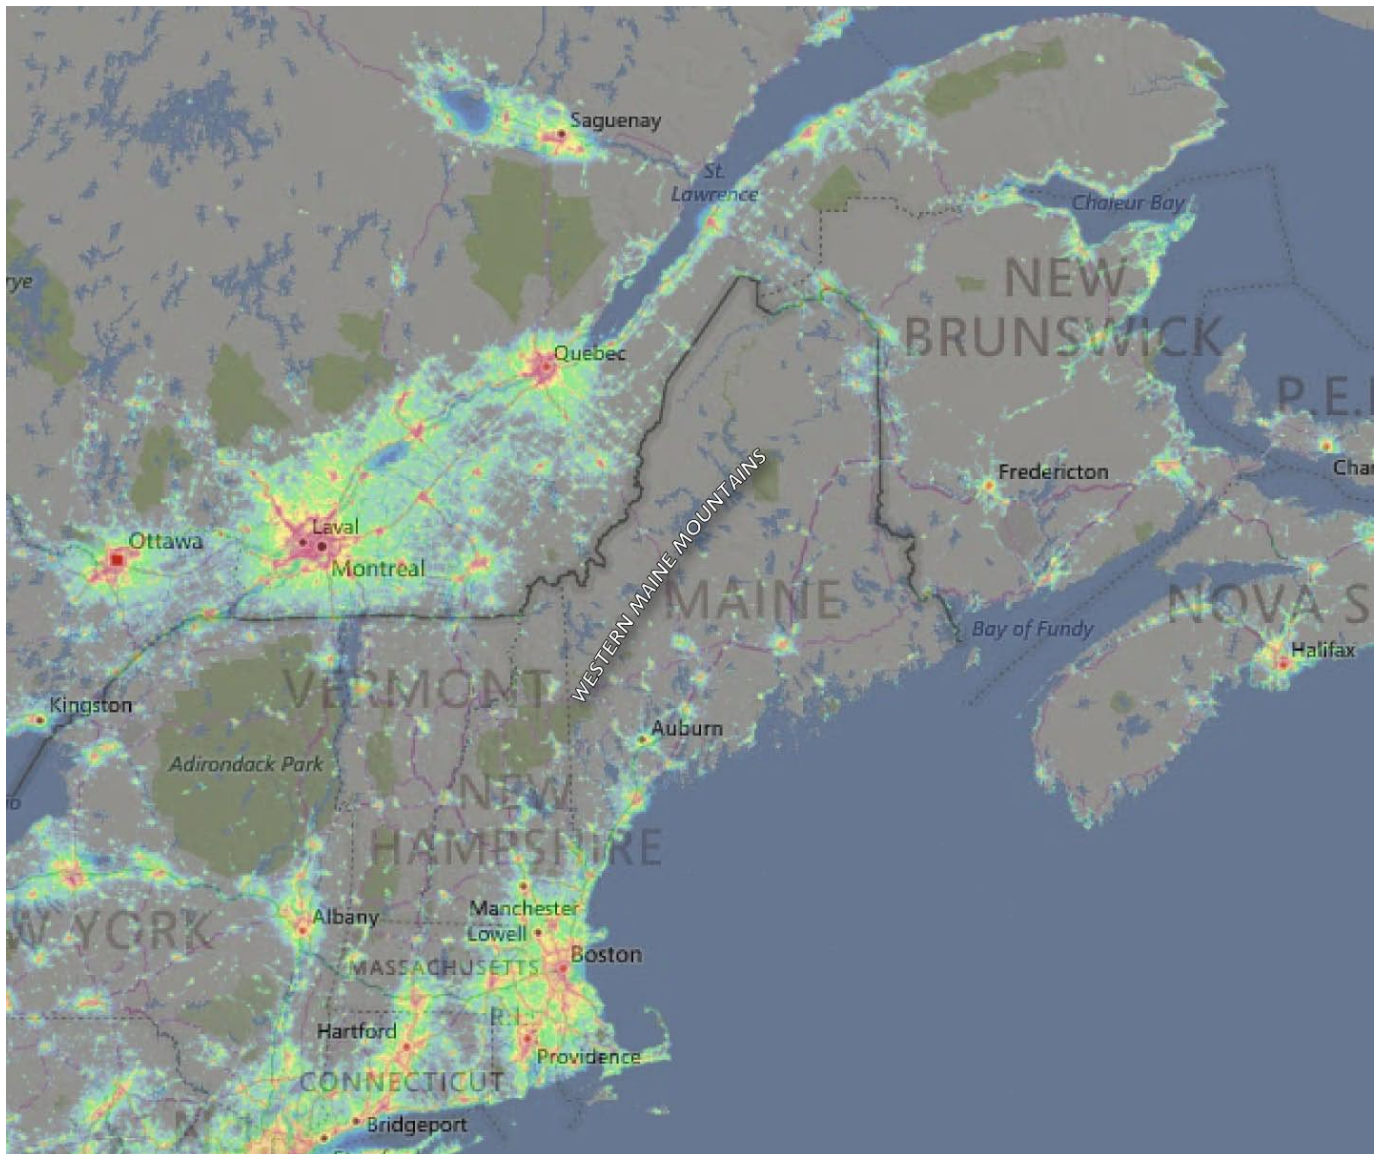 Saguenay
St.
Lawrence
Chaleur Bay
rye
NEW
BRUNSWICK
Quebec
P.E.I
Char
Fredericton
WESTERN MAINE MOUNTAINS
Laval
Ottawa
Montreal
MAINE
NOVA S
Bay of Fundy
Halifax
VERMONT
Kingston
Auburn
Adirondack Park
io
NEW
HAMPSHIRE
Albany
Manchester
W YORK
Lowell
Boston
MASSACHUSETTS
R.I.
Hartford
Providence
CONNECTICUT
Bridgeport